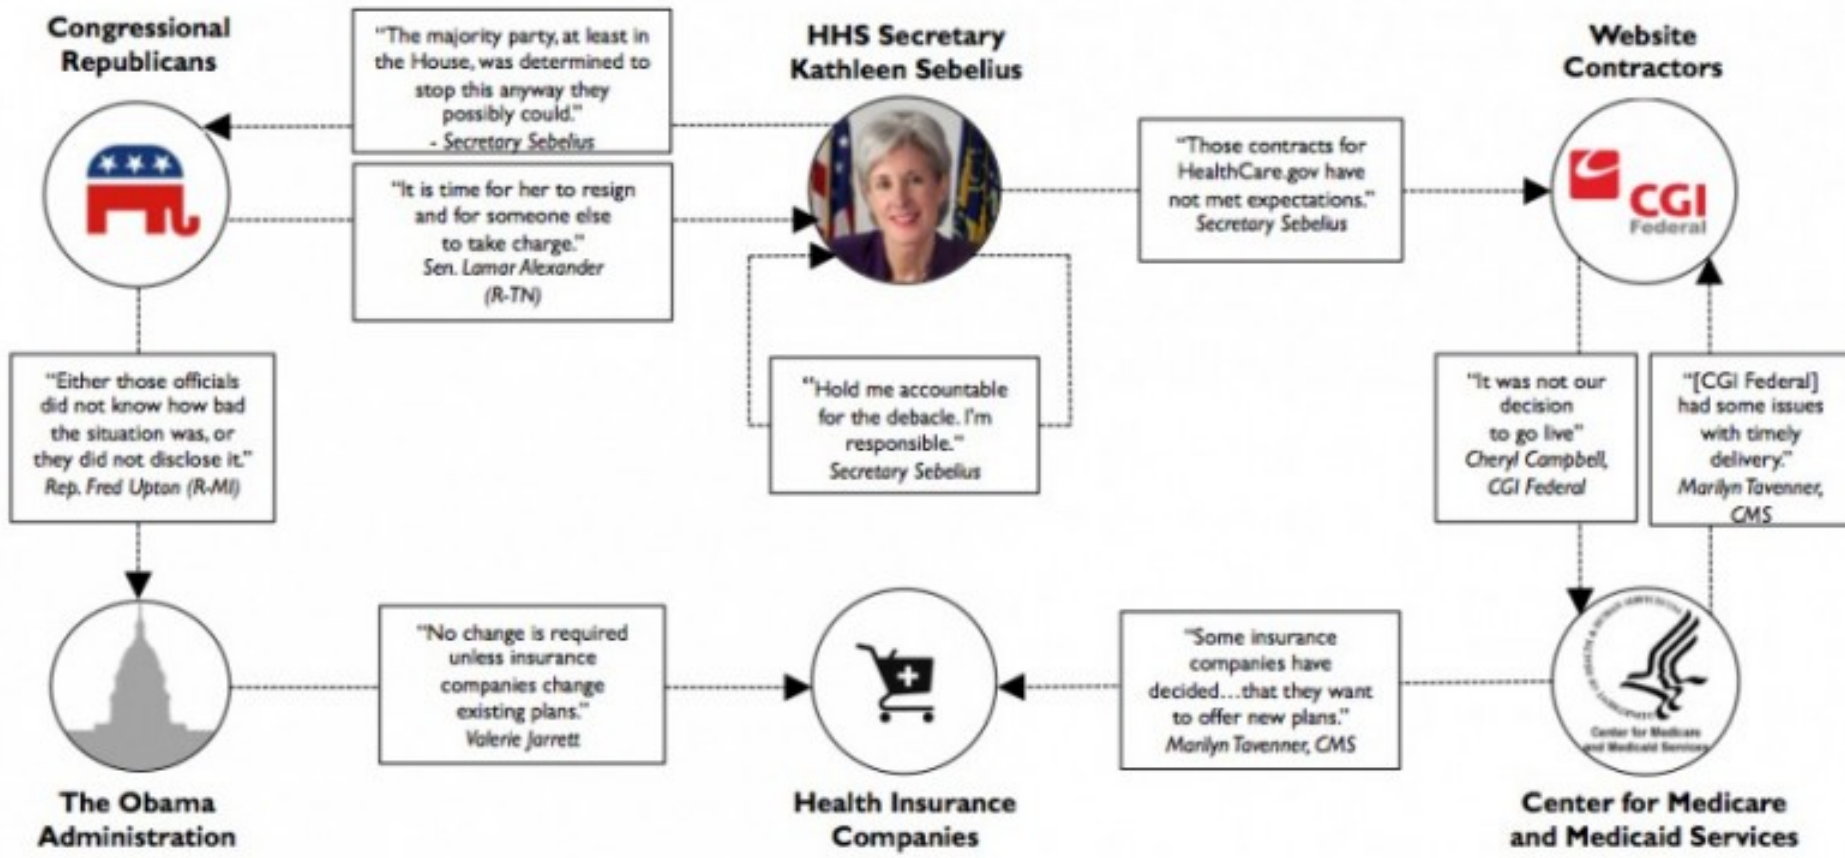 Congressional
Republicans
"The majority party, at least in
the House, was determined to
stop this anyway they
possibly could."
- Secretary Sebelius
"It is time for her to resign
and for someone else
to take charge."
Sen. Lamar Alexander
(R-TN)
HHS Secretary
Kathleen Sebelius
"Those contracts for
HealthCare.gov have
not met expectations."
Secretary Sebelius
Website
Contractors
CGI
Federal
"Either those officials
did not know how bad
the situation was, or
they did not disclose it."
Rep. Fred Upton (R-MI)
"Hold me accountable
for the debacle. I'm
responsible."
Secretary Sebelius
"It was not our
decision
to go live"
Cheryl Campbell,
CGI Federal
"[CGI Federal]
had some issues
with timely
delivery."
Marilyn Tavenner,
CMS
"No change is required
unless insurance
companies change
existing plans."
Valerie Jarrett
"Some insurance
companies have
decided...that they want
to offer new plans."
Marilyn Tavenner, CMS
Center for Medicare
and Medicaid Services
The Obama
Administration
Health Insurance
Companies
Center for Medicare
and Medicaid Services